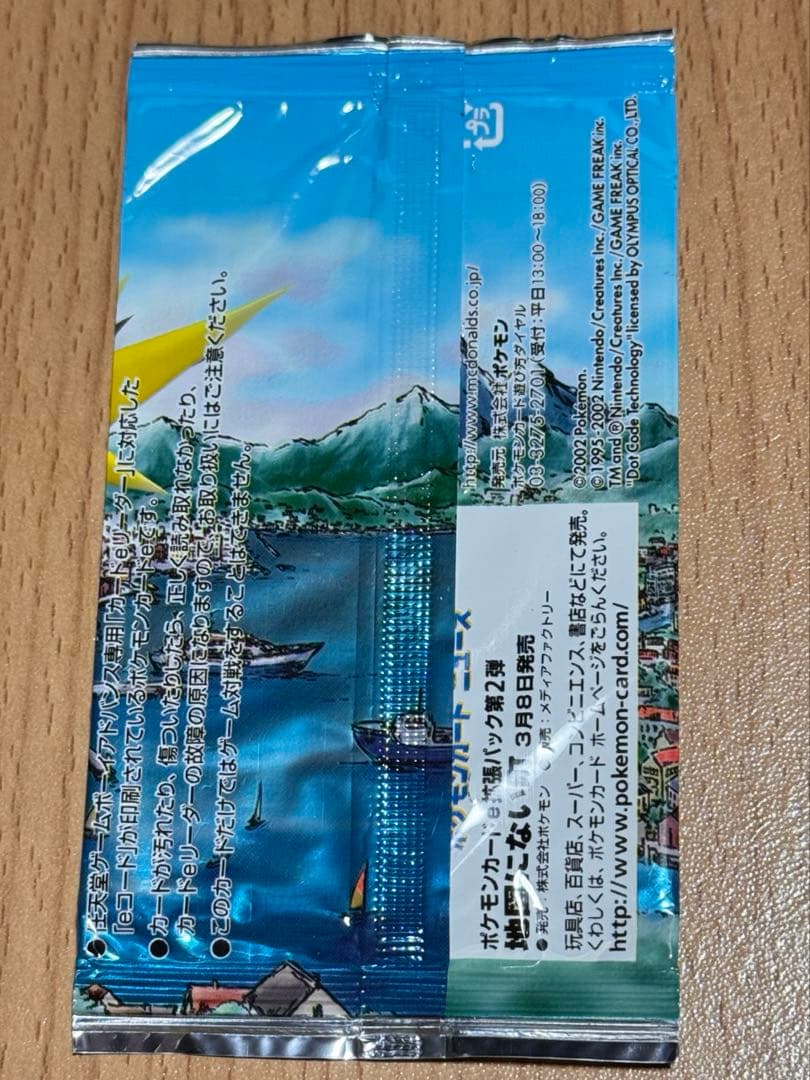 ●任天堂ゲームボーイアドバンス専用「カードeリーダー」に対応した
「eコード」が印刷されているポケモンカードeです。
●カードが汚れたり、傷ついたりしたら、正しく読み取れなかったり、
カードeリーダーの故障の原因になりますので、お取り扱いにはご注意ください。
●このカードだけではゲーム対戦をすることはできません。
プラ
http://www.mcdonalds.co.jp/
発売元 株式会社ポケモン
ポケモンカード遊び方ダイヤル
03-3276-2701(受付:平日13:00〜18:00)
©2002 Pokémon.
©1995-2002 Nintendo/Creatures Inc./GAME FREAK inc.
TM and ® Nintendo/Creatures Inc./GAME FREAK inc.
"Dot Code Technology" licensed by OLYMPUS OPTICAL CO.,LTD.
ポケモンカード ニュース
ポケモンカードe拡張パック第2弾
地図にない町 3月8日発売
●発売:株式会社ポケモン 販売:メディアファクトリー
玩具店、百貨店、スーパー、コンビニエンス、書店などにて発売。
くわしくは、ポケモンカード ホームページをごらんください。
http://www.pokemon-card.com/